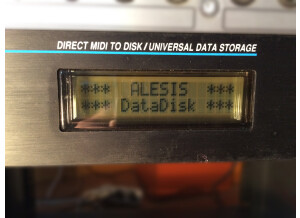 DIRECT MIDI TO DISK / UNIVERSAL DATA STORAGE
*** ALESIS ***
*** DataDisk ***